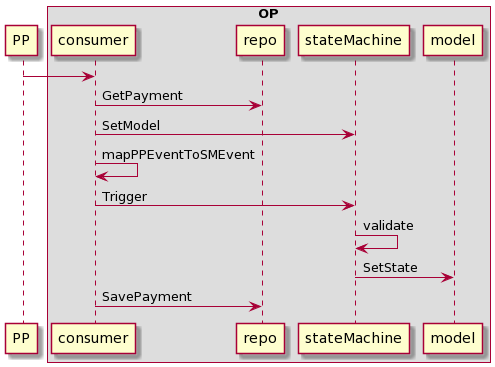 OP
PP consumer repo stateMachine model
GetPayment
SetModel
mapPPEventToSMEvent
Trigger
validate
SetState
SavePayment
PP consumer repo stateMachine model